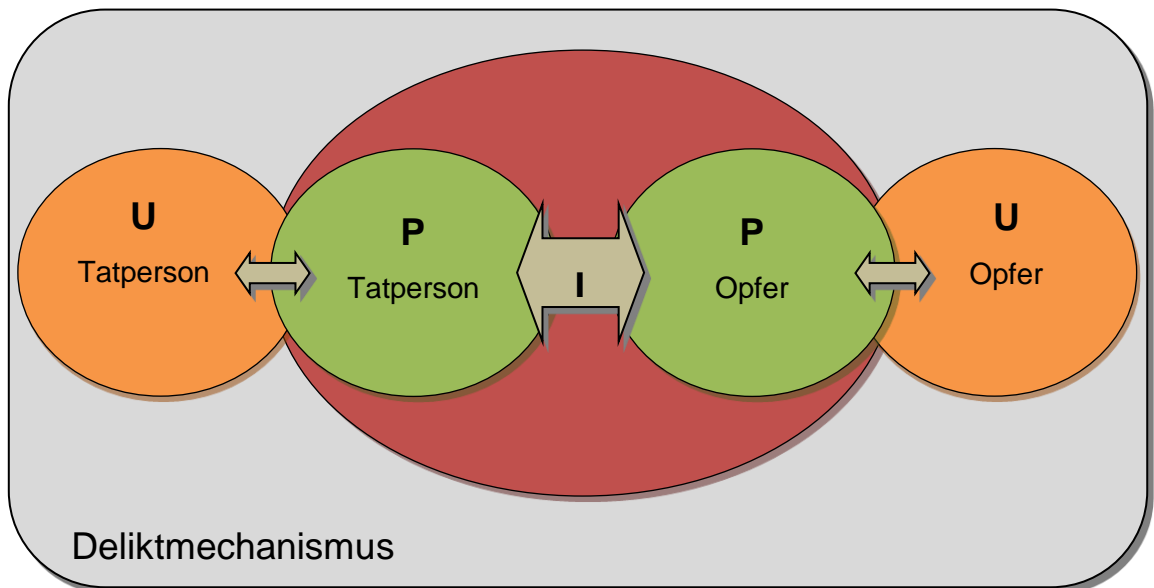 U
Tatperson
P
Tatperson
I
P
Opfer
U
Opfer
Deliktmechanismus